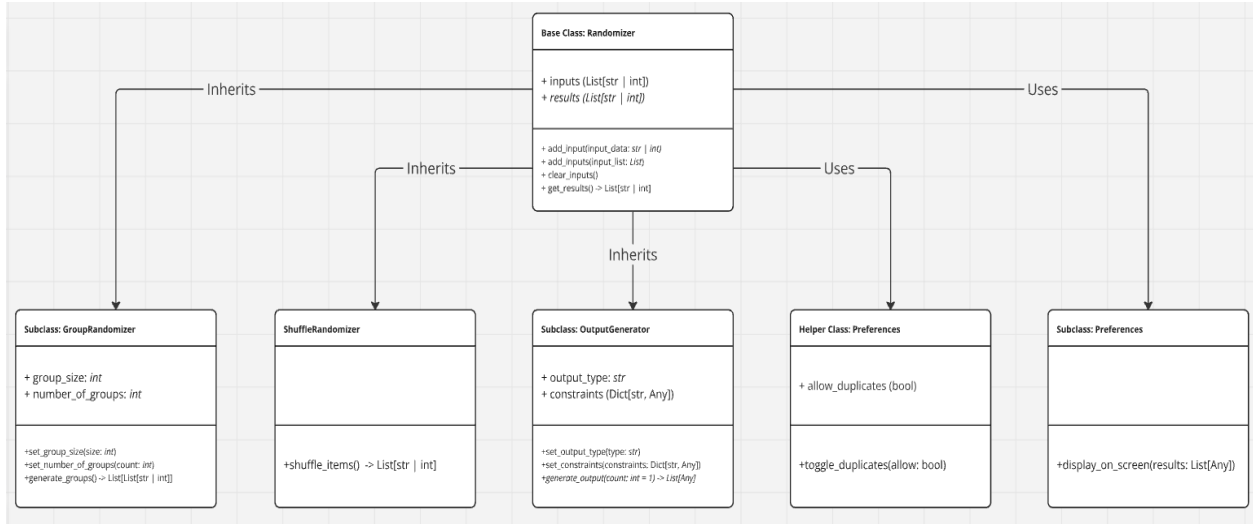 Base Class: Randomizer
+ inputs (List[str | int])
+ results (List[str | int])
+ add_input(input_data: str | int)
+ add_inputs(input_list: List)
+ clear_inputs()
+ get_results() -> List[str | int]
Inherits
Uses
Inherits
Uses
Inherits
Subclass: GroupRandomizer
+ group_size: int
+ number_of_groups: int
+set_group_size(size: int)
+set_number_of_groups(count: int)
+generate_groups() -> List[List[str | int]]
ShuffleRandomizer
+shuffle_items() -> List[str | int]
Subclass: OutputGenerator
+ output_type: str
+ constraints (Dict[str, Any])
+set_output_type(type: str)
+set_constraints(constraints: Dict[str, Any])
+generate_output(count: int = 1) -> List[Any]
Helper Class: Preferences
+ allow_duplicates (bool)
+toggle_duplicates(allow: bool)
Subclass: Preferences
+display_on_screen(results: List[Any])